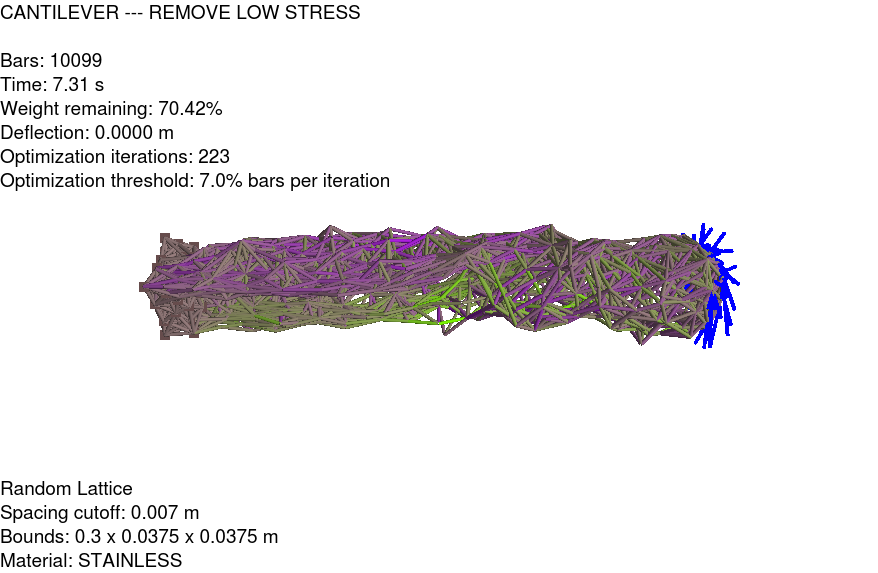 CANTILEVER --- REMOVE LOW STRESS
Bars: 10099
Time: 7.31 s
Weight remaining: 70.42%
Deflection: 0.0000 m
Optimization iterations: 223
Optimization threshold: 7.0% bars per iteration
Random Lattice
Spacing cutoff: 0.007 m
Bounds: 0.3 x 0.0375 x 0.0375 m
Material: STAINLESS